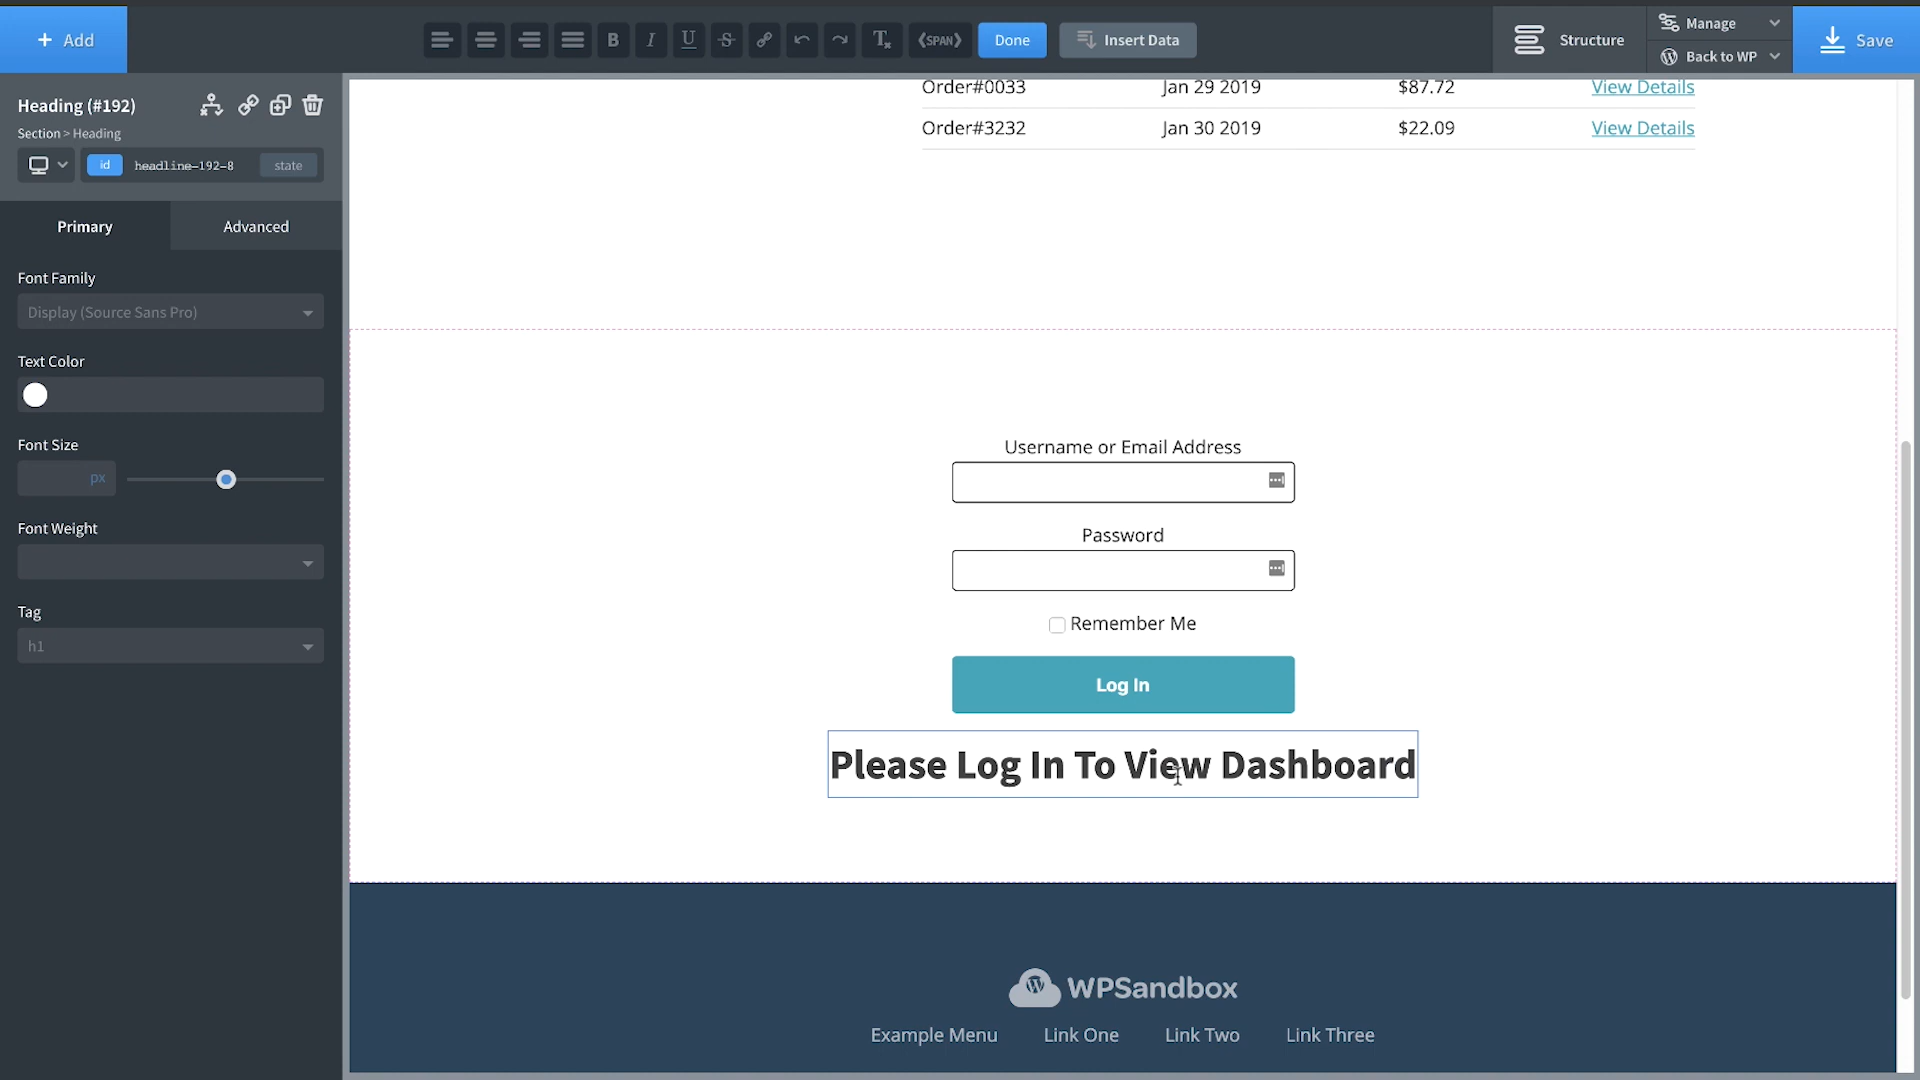 + Add
B I U S Tx ‹SPAN› Done Insert Data
Structure
Manage
Back to WP
Save
Heading (#192)
Section > Heading
id headline-192-8 state
Primary Advanced
Font Family
Display (Source Sans Pro)
Text Color
Font Size
px
Font Weight
Tag
h1
Order#0033 Jan 29 2019 $87.72 View Details
Order#3232 Jan 30 2019 $22.09 View Details
Username or Email Address
Password
Remember Me
Log In
Please Log In To View Dashboard
WPSandbox
Example Menu Link One Link Two Link Three